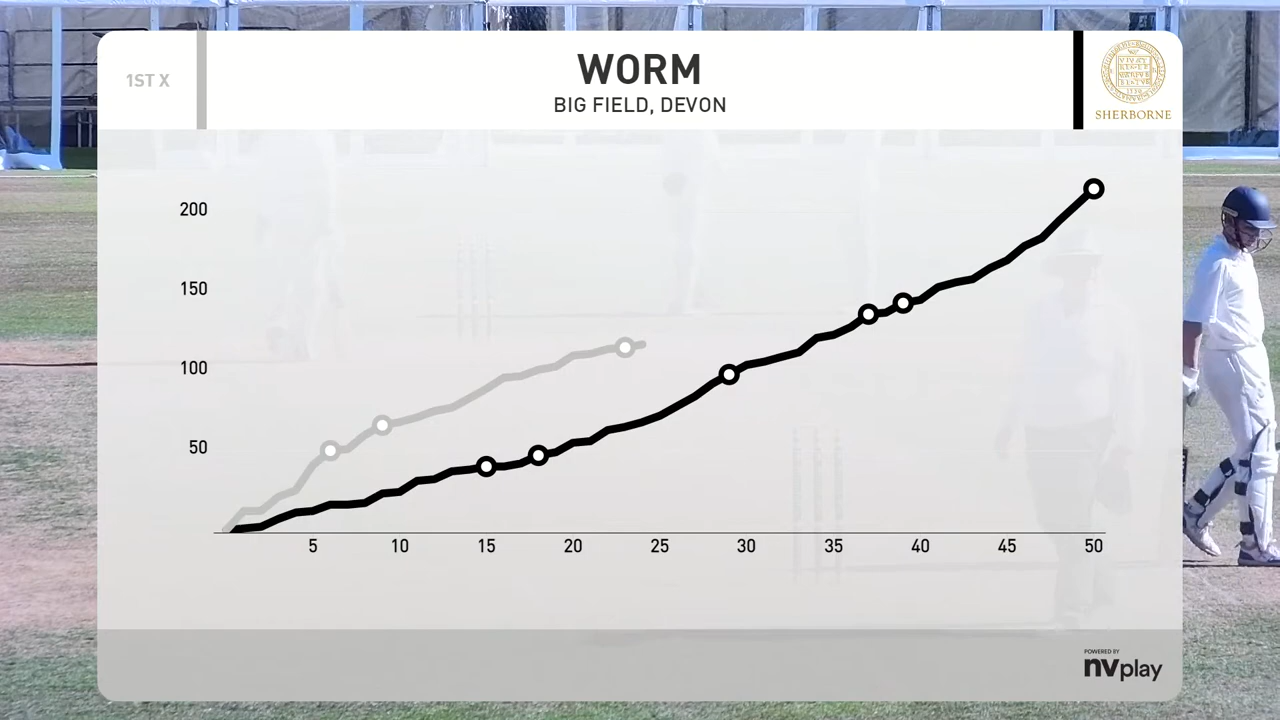 1ST X
WORM
BIG FIELD, DEVON
SHERBORNE
200
150
100
50
5 10 15 20 25 30 35 40 45 50
POWERED BY
nvplay